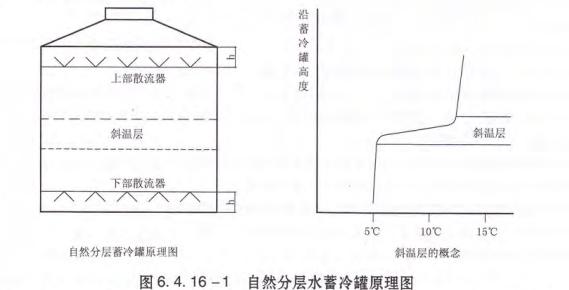 h
上部散流器
斜温层
下部散流器
h
自然分层蓄冷罐原理图
沿蓄冷罐高度
斜温层
5℃ 10℃ 15℃
斜温层的概念
图 6. 4. 16 -1 自然分层水蓄冷罐原理图